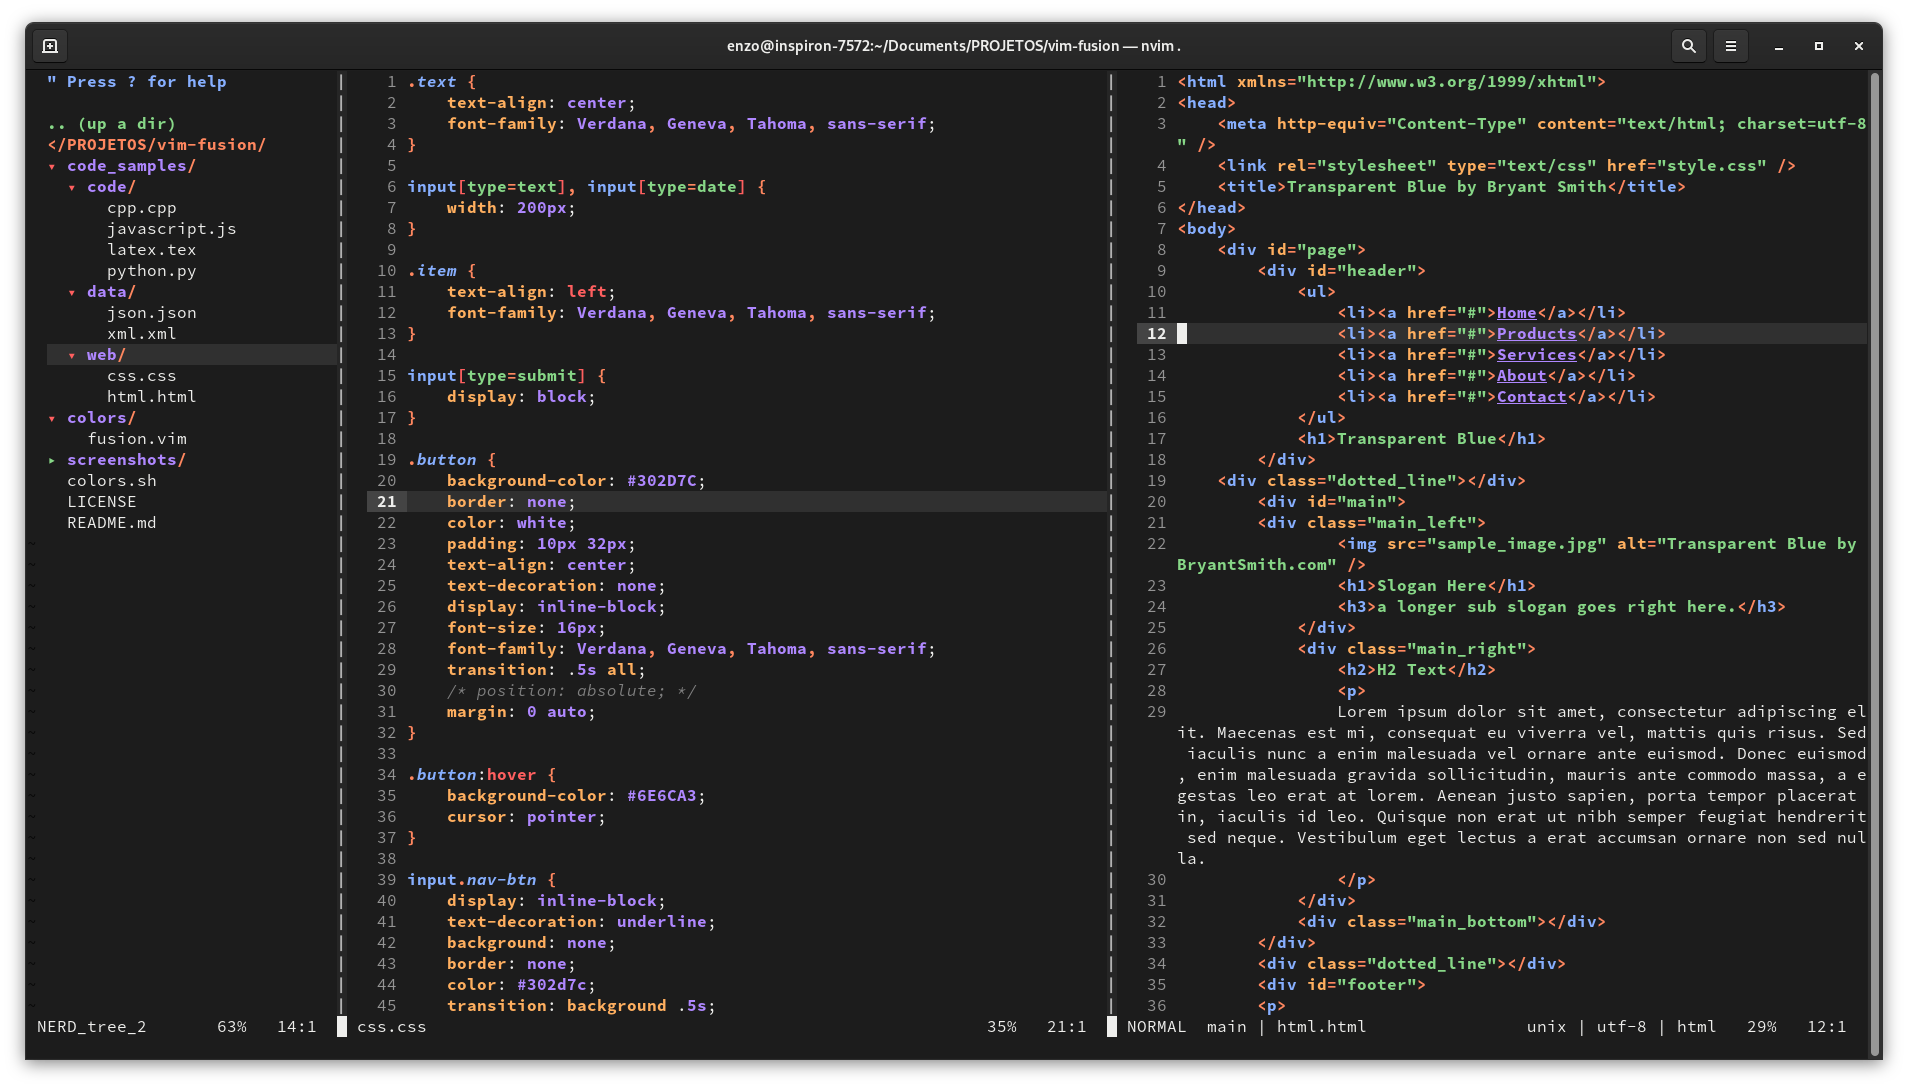 enzo@inspiron-7572:~/Documents/PROJETOS/vim-fusion — nvim .
" Press ? for help
.. (up a dir)
</PROJETOS/vim-fusion/
▾ code_samples/
▾ code/
cpp.cpp
javascript.js
latex.tex
python.py
▾ data/
json.json
xml.xml
▾ web/
css.css
html.html
▾ colors/
fusion.vim
▸ screenshots/
colors.sh
LICENSE
README.md
NERD_tree_2 63% 14:1
1 .text {
2 text-align: center;
3 font-family: Verdana, Geneva, Tahoma, sans-serif;
4 }
5
6 input[type=text], input[type=date] {
7 width: 200px;
8 }
9
10 .item {
11 text-align: left;
12 font-family: Verdana, Geneva, Tahoma, sans-serif;
13 }
14
15 input[type=submit] {
16 display: block;
17 }
18
19 .button {
20 background-color: #302D7C;
21 border: none;
22 color: white;
23 padding: 10px 32px;
24 text-align: center;
25 text-decoration: none;
26 display: inline-block;
27 font-size: 16px;
28 font-family: Verdana, Geneva, Tahoma, sans-serif;
29 transition: .5s all;
30 /* position: absolute; */
31 margin: 0 auto;
32 }
33
34 .button:hover {
35 background-color: #6E6CA3;
36 cursor: pointer;
37 }
38
39 input.nav-btn {
40 display: inline-block;
41 text-decoration: underline;
42 background: none;
43 border: none;
44 color: #302d7c;
45 transition: background .5s;
css.css 35% 21:1
1 <html xmlns="http://www.w3.org/1999/xhtml">
2 <head>
3 <meta http-equiv="Content-Type" content="text/html; charset=utf-8
" />
4 <link rel="stylesheet" type="text/css" href="style.css" />
5 <title>Transparent Blue by Bryant Smith</title>
6 </head>
7 <body>
8 <div id="page">
9 <div id="header">
10 <ul>
11 <li><a href="#">Home</a></li>
12 <li><a href="#">Products</a></li>
13 <li><a href="#">Services</a></li>
14 <li><a href="#">About</a></li>
15 <li><a href="#">Contact</a></li>
16 </ul>
17 <h1>Transparent Blue</h1>
18 </div>
19 <div class="dotted_line"></div>
20 <div id="main">
21 <div class="main_left">
22 <img src="sample_image.jpg" alt="Transparent Blue by
BryantSmith.com" />
23 <h1>Slogan Here</h1>
24 <h3>a longer sub slogan goes right here.</h3>
25 </div>
26 <div class="main_right">
27 <h2>H2 Text</h2>
28 <p>
29 Lorem ipsum dolor sit amet, consectetur adipiscing el
it. Maecenas est mi, consequat eu viverra vel, mattis quis risus. Sed
iaculis nunc a enim malesuada vel ornare ante euismod. Donec euismod
, enim malesuada gravida sollicitudin, mauris ante commodo massa, a e
gestas leo erat at lorem. Aenean justo sapien, porta tempor placerat
in, iaculis id leo. Quisque non erat ut nibh semper feugiat hendrerit
sed neque. Vestibulum eget lectus a erat accumsan ornare non sed nul
la.
30 </p>
31 </div>
32 <div class="main_bottom"></div>
33 </div>
34 <div class="dotted_line"></div>
35 <div id="footer">
36 <p>
NORMAL main | html.html unix | utf-8 | html 29% 12:1